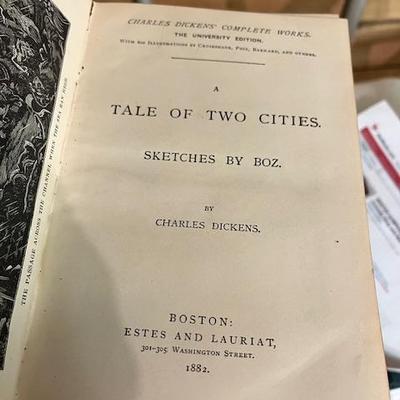 CHARLES DICKENS' COMPLETE WORKS.
THE UNIVERSITY EDITION.
WITH 800 ILLUSTRATIONS BY CRUIKSHANK, PHIZ, BARNARD, AND OTHERS.
A
TALE OF TWO CITIES.
SKETCHES BY BOZ.
BY
CHARLES DICKENS.
BOSTON:
ESTES AND LAURIAT,
301-305 WASHINGTON STREET.
1882.
THE PASSAGE ACROSS THE CHANNEL WHEN THE SEA RAN HIGH